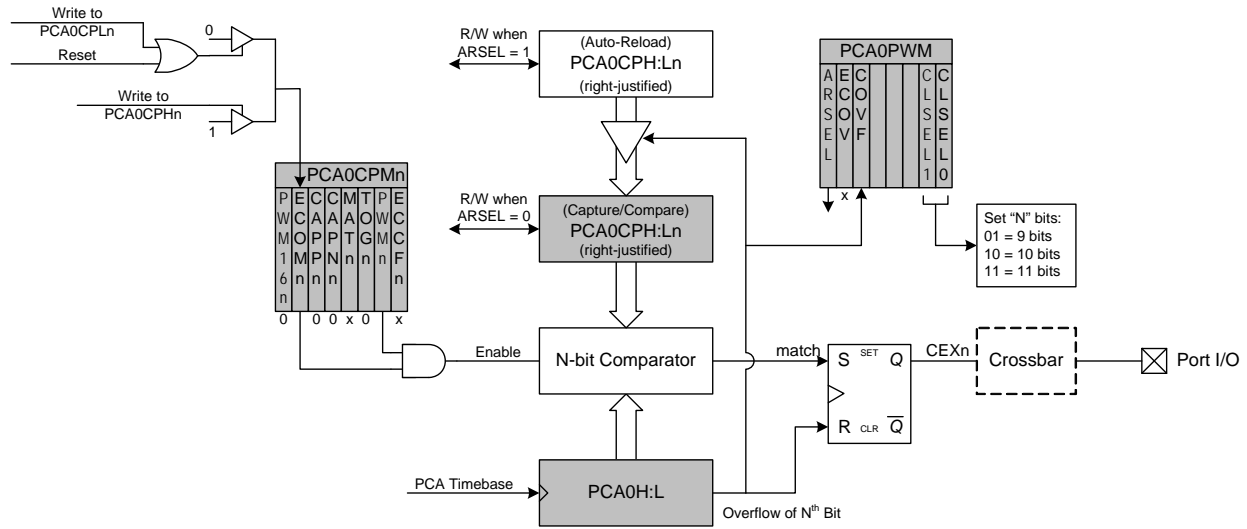 Write to
PCA0CPLn
Reset
0
Write to
PCA0CPHn
1
PCA0CPMn
PWM16n
ECOMn
CAPPn
CAPNn
MATn
TOGn
PWMn
ECCFn
0 0 0 x 0 x
R/W when
ARSEL = 1
(Auto-Reload)
PCA0CPH:Ln
(right-justified)
R/W when
ARSEL = 0
(Capture/Compare)
PCA0CPH:Ln
(right-justified)
PCA0PWM
ARSEL
ECOV
COVF
CLSEL1
CLSEL0
x
Set “N” bits:
01 = 9 bits
10 = 10 bits
11 = 11 bits
Enable
N-bit Comparator
match
S SET Q
R CLR Q
CEXn
Crossbar
Port I/O
PCA Timebase
PCA0H:L
Overflow of Nth Bit